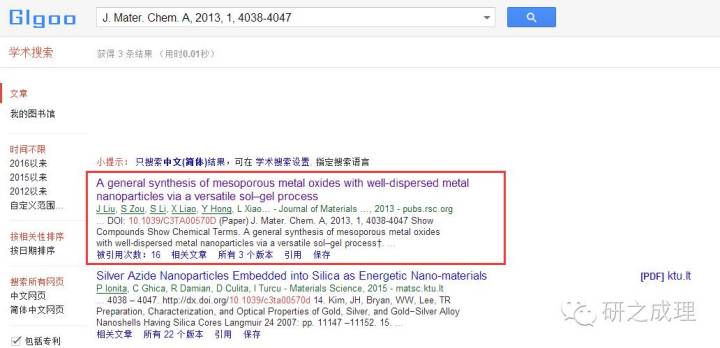 Glgoo
J. Mater. Chem. A, 2013, 1, 4038-4047
学术搜索
获得 3 条结果 （用时0.01秒）
文章
我的图书馆
时间不限
2016以来
2015以来
2012以来
自定义范围...
按相关性排序
按日期排序
搜索所有网页
中文网页
简体中文网页
包括专利
小提示： 只搜索中文(简体)结果，可在 学术搜索设置. 指定搜索语言
A general synthesis of mesoporous metal oxides with well-dispersed metal
nanoparticles via a versatile sol–gel process
J Liu, S Zou, S Li, X Liao, Y Hong, L Xiao... - Journal of Materials ..., 2013 - pubs.rsc.org
... DOI: 10.1039/C3TA00570D (Paper) J. Mater. Chem. A, 2013, 1, 4038-4047 Show
Compounds Show Chemical Terms. A general synthesis of mesoporous metal oxides
with well-dispersed metal nanoparticles via a versatile sol–gel process†. ...
被引用次数：16 相关文章 所有 3 个版本 引用 保存
Silver Azide Nanoparticles Embedded into Silica as Energetic Nano-materials
[PDF] ktu.lt
P Ionita, C Ghica, R Damian, D Culita, I Turcu - Materials Science, 2015 - matsc.ktu.lt
... 4038 – 4047. http://dx.doi.org/10.1039/c3ta00570d 14. Kim, JH, Bryan, WW, Lee, TR
Preparation, Characterization, and Optical Properties of Gold, Silver, and Gold−Silver Alloy
Nanoshells Having Silica Cores Langmuir 24 2007: pp. 11147 –11152. 15. ...
相关文章 所有 22 个版本 引用 保存
研之成理